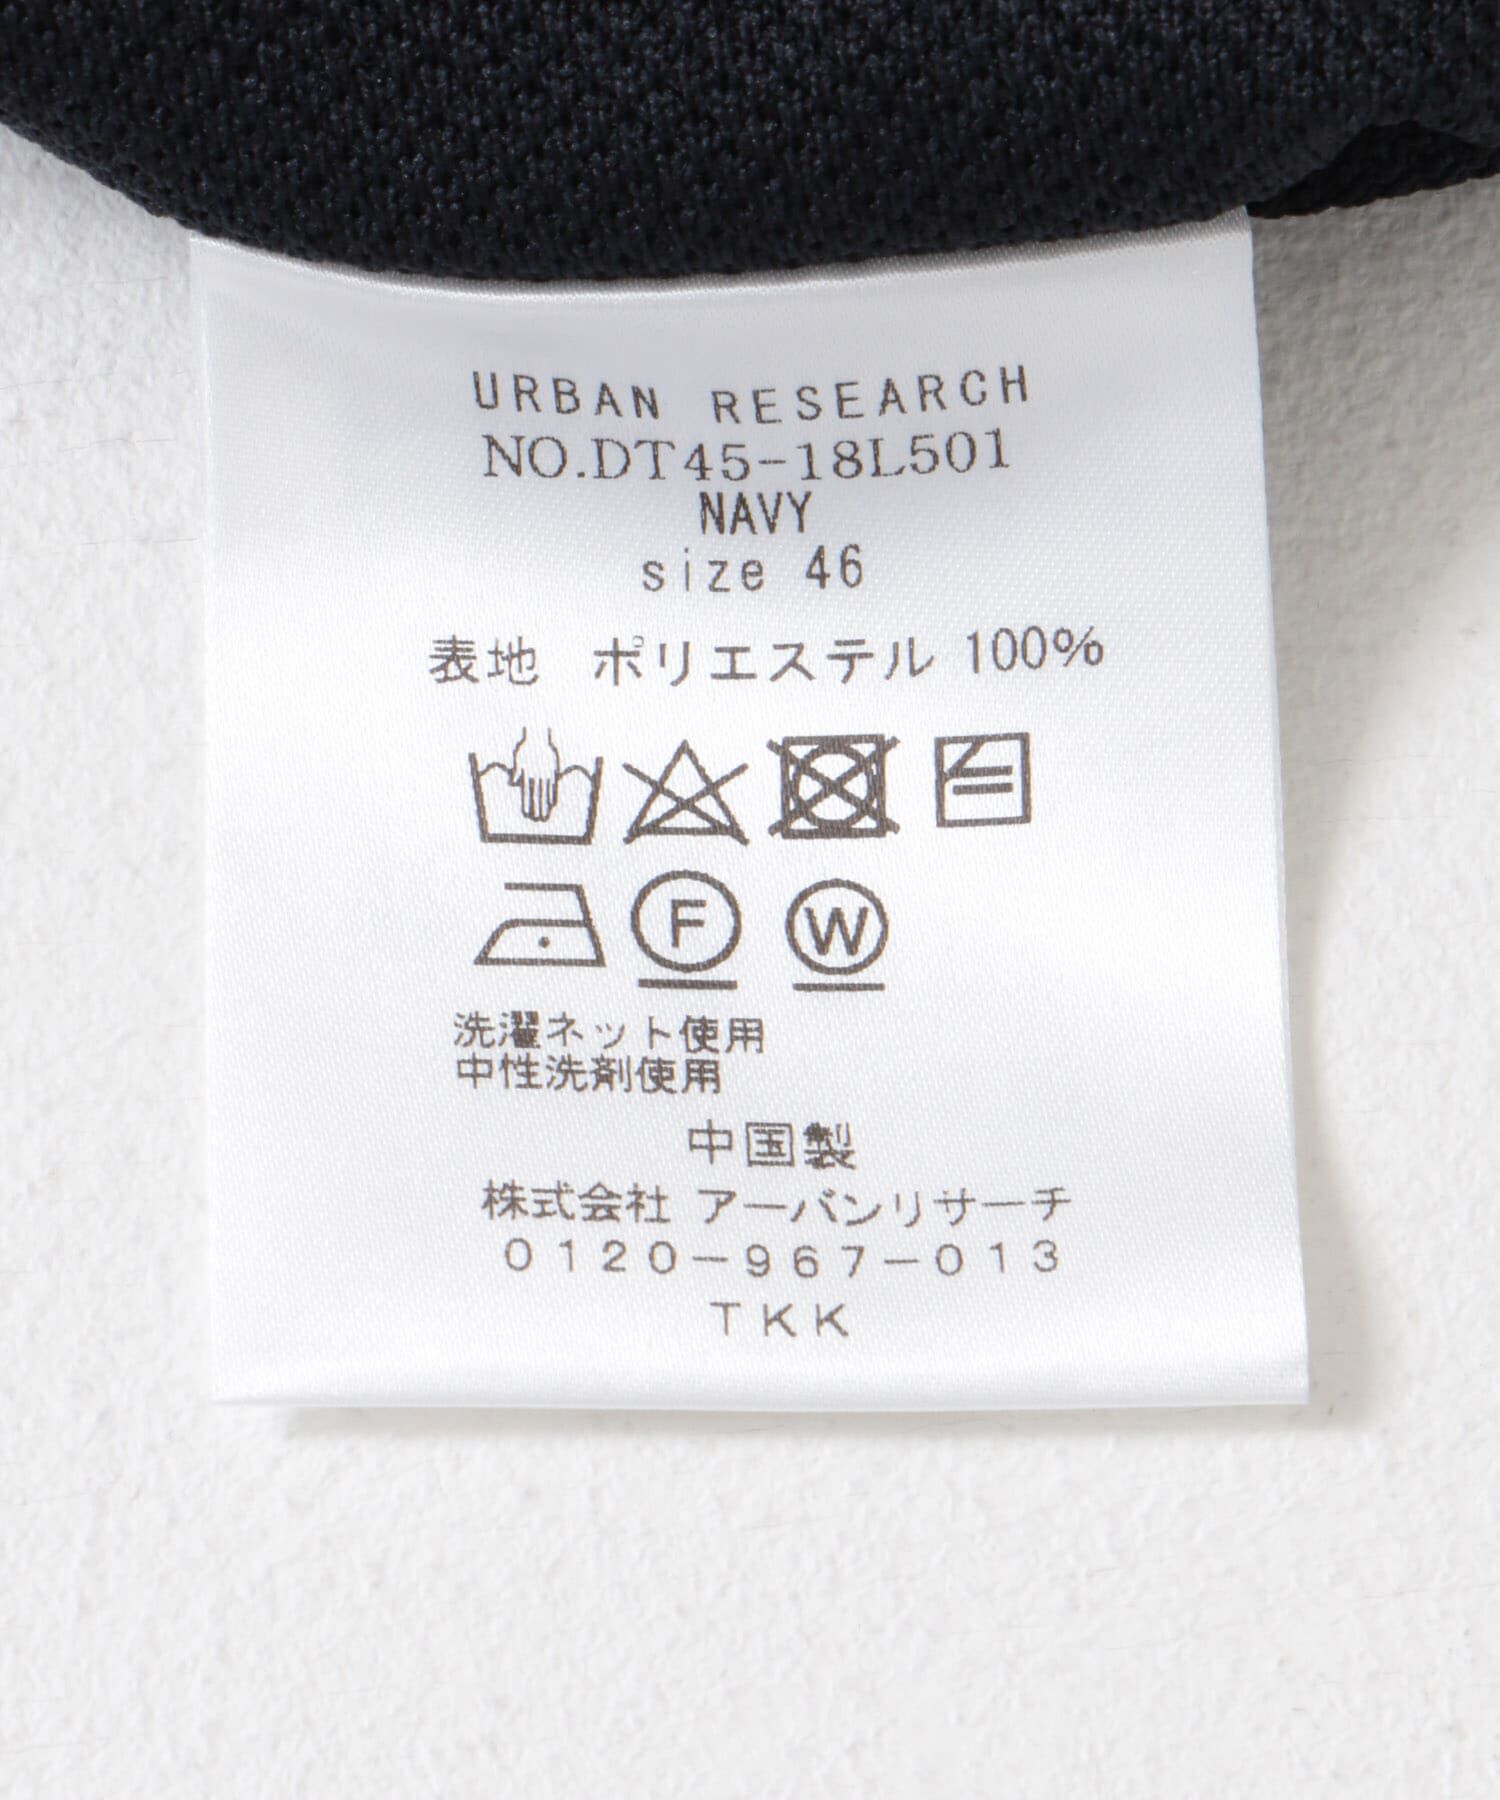 URBAN RESEARCH
NO.DT45-18L501
NAVY
size 46
表地 ポリエステル 100%
F W
洗濯ネット使用
中性洗剤使用
中国製
株式会社 アーバンリサーチ
0120-967-013
TKK